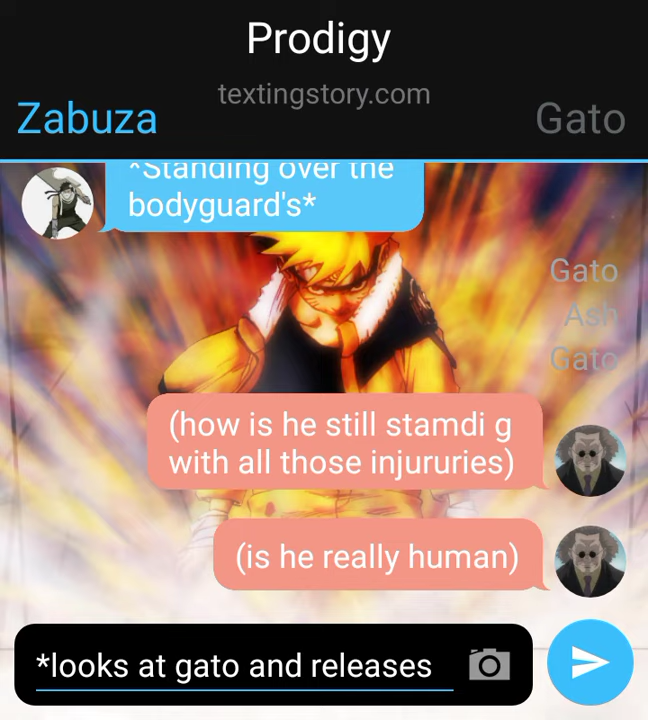 Prodigy
textingstory.com
Zabuza
Gato
*Standing over the
bodyguard's*
Gato
Ash
Gato
(how is he still stamdi g
with all those injururies)
(is he really human)
*looks at gato and releases